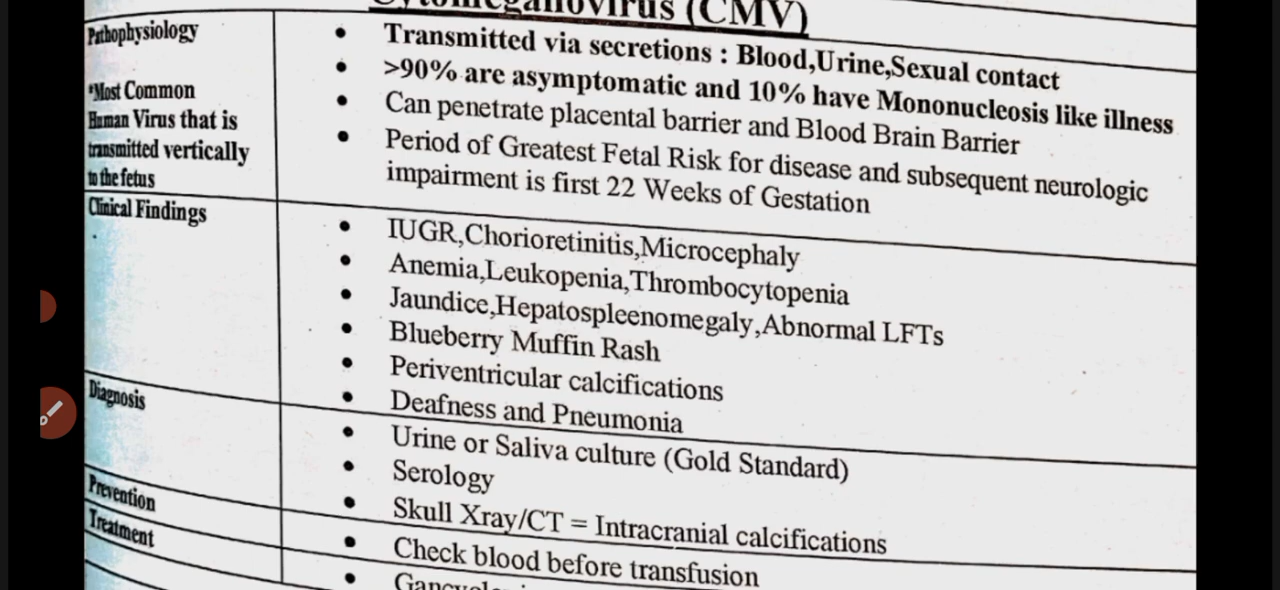 Cytomegalovirus (CMV)
Pathophysiology
*Most Common
Human Virus that is
transmitted vertically
to the fetus
• Transmitted via secretions : Blood,Urine,Sexual contact
• >90% are asymptomatic and 10% have Mononucleosis like illness
• Can penetrate placental barrier and Blood Brain Barrier
• Period of Greatest Fetal Risk for disease and subsequent neurologic
impairment is first 22 Weeks of Gestation
Clinical Findings
• IUGR,Chorioretinitis,Microcephaly
• Anemia,Leukopenia,Thrombocytopenia
• Jaundice,Hepatospleenomegaly,Abnormal LFTs
• Blueberry Muffin Rash
• Periventricular calcifications
• Deafness and Pneumonia
Diagnosis
• Urine or Saliva culture (Gold Standard)
• Serology
• Skull Xray/CT = Intracranial calcifications
Prevention
• Check blood before transfusion
Treatment